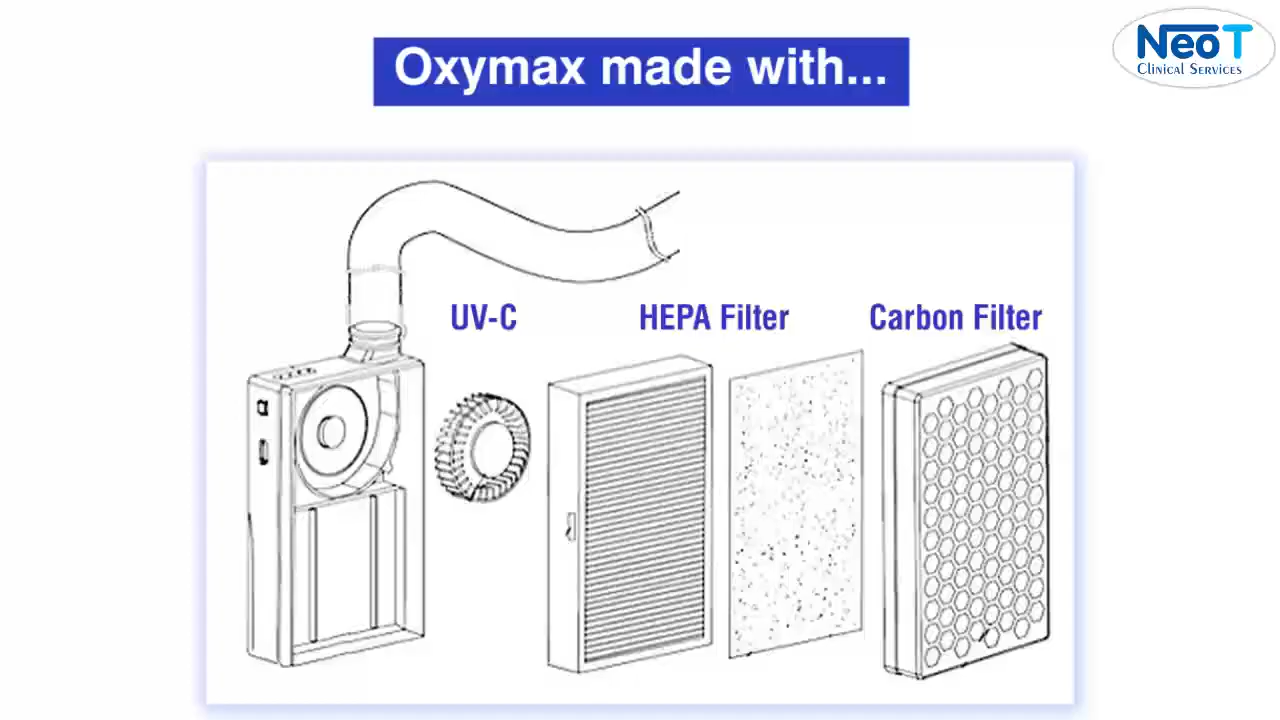 Oxymax made with...
NeoT
Clinical Services
UV-C
HEPA Filter
Carbon Filter